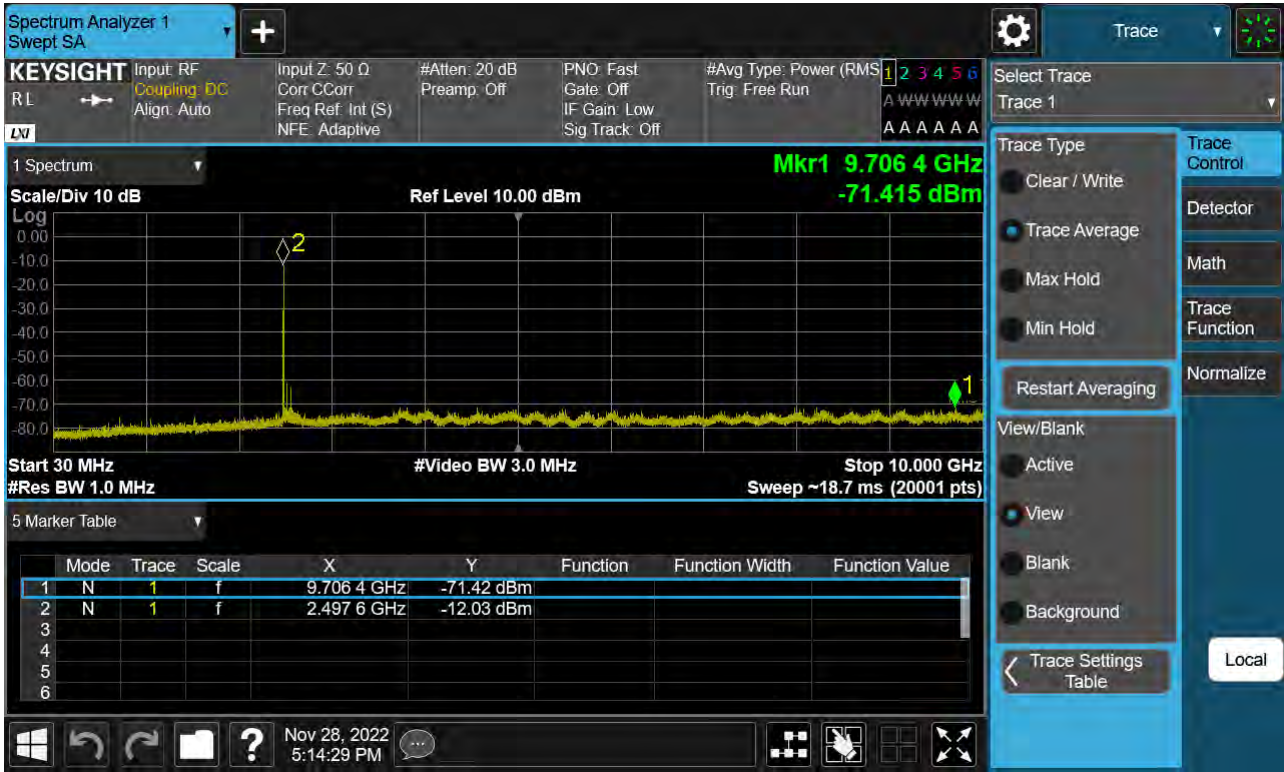 Spectrum Analyzer 1
Swept SA
Trace
KEYSIGHT
R L
LXI
Input: RF
Coupling: DC
Align: Auto
Input Z: 50 Ω
Corr CCorr
Freq Ref: Int (S)
NFE: Adaptive
#Atten: 20 dB
Preamp: Off
PNO: Fast
Gate: Off
IF Gain: Low
Sig Track: Off
#Avg Type: Power (RMS
Trig: Free Run
1 2 3 4 5 6
A W W W W W
A A A A A A
Select Trace
Trace 1
1 Spectrum
Scale/Div 10 dB
Ref Level 10.00 dBm
Mkr1 9.706 4 GHz
-71.415 dBm
Log
0.00
-10.0
-20.0
-30.0
-40.0
-50.0
-60.0
-70.0
-80.0
2
1
Start 30 MHz
#Res BW 1.0 MHz
#Video BW 3.0 MHz
Stop 10.000 GHz
Sweep ~18.7 ms (20001 pts)
5 Marker Table
Mode Trace Scale X Y Function Function Width Function Value
1 N 1 f 9.706 4 GHz -71.42 dBm
2 N 1 f 2.497 6 GHz -12.03 dBm
3
4
5
6
Trace Type
Clear / Write
Trace Average
Max Hold
Min Hold
Restart Averaging
View/Blank
Active
View
Blank
Background
Trace Settings
Table
Trace
Control
Detector
Math
Trace
Function
Normalize
Local
?
Nov 28, 2022
5:14:29 PM